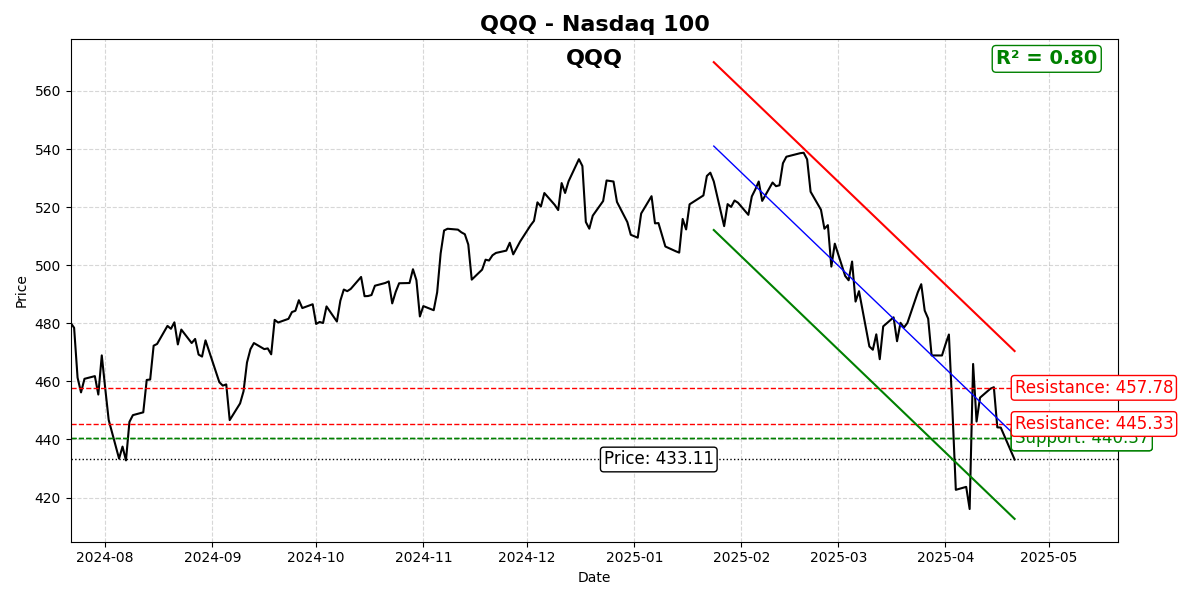 QQQ - Nasdaq 100
QQQ
R² = 0.80
Price
560
540
520
500
480
460
440
420
Resistance: 457.78
Resistance: 445.33
Support: 440.37
Price: 433.11
2024-08 2024-09 2024-10 2024-11 2024-12 2025-01 2025-02 2025-03 2025-04 2025-05
Date